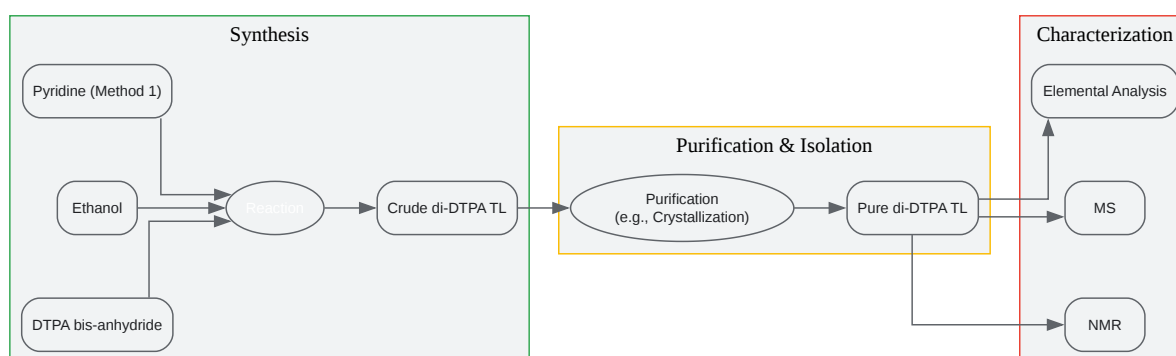 Synthesis
Pyridine (Method 1)
Ethanol
DTPA bis-anhydride
Reaction
Crude di-DTPA TL
Purification & Isolation
Purification
(e.g., Crystallization)
Pure di-DTPA TL
Characterization
Elemental Analysis
MS
NMR